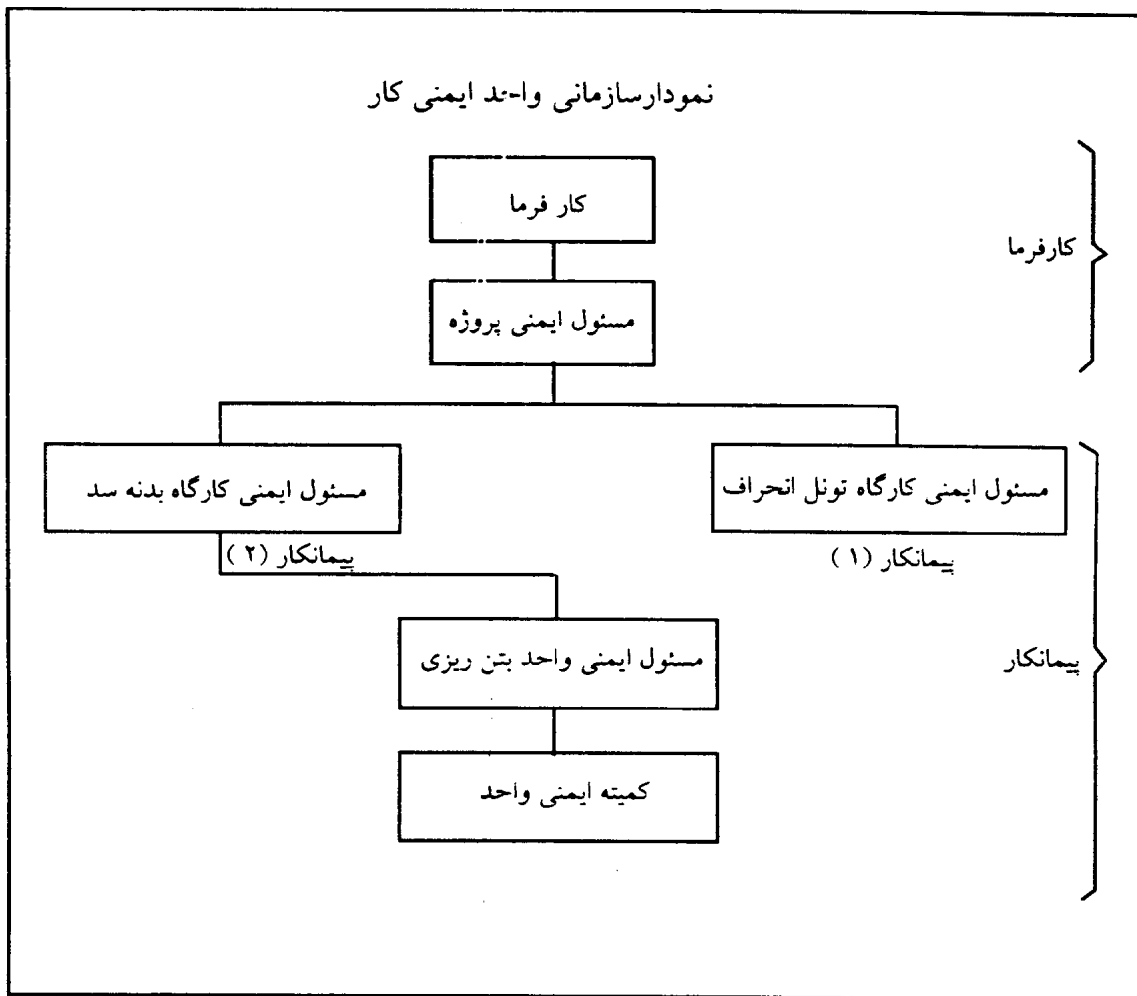 نمودارسازمانی واحد ایمنی کار
کار فرما
کارفرما
مسئول ایمنی پروژه
مسئول ایمنی کارگاه تونل انحراف
مسئول ایمنی کارگاه بدنه سد
پیمانکار (۱)
پیمانکار (۲)
مسئول ایمنی واحد بتن ریزی
پیمانکار
کمیته ایمنی واحد